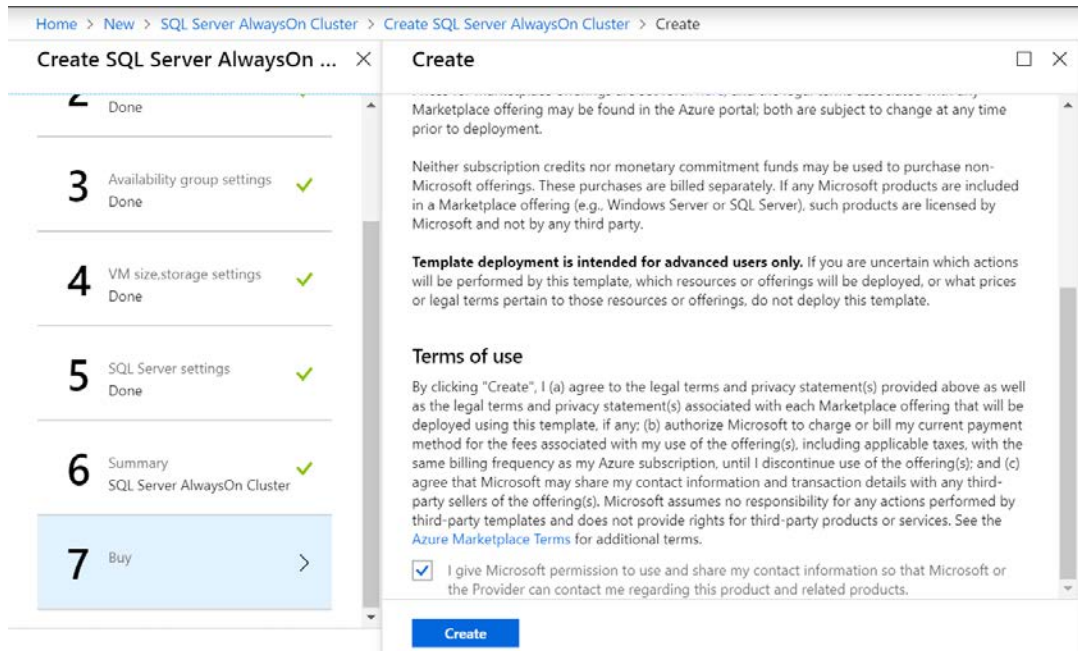 Home > New > SQL Server AlwaysOn Cluster > Create SQL Server AlwaysOn Cluster > Create
Create SQL Server AlwaysOn ...
2
Done
3
Availability group settings
Done
4
VM size,storage settings
Done
5
SQL Server settings
Done
6
Summary
SQL Server AlwaysOn Cluster
7
Buy
Create
Marketplace offering may be found in the Azure portal; both are subject to change at any time
prior to deployment.
Neither subscription credits nor monetary commitment funds may be used to purchase non-
Microsoft offerings. These purchases are billed separately. If any Microsoft products are included
in a Marketplace offering (e.g., Windows Server or SQL Server), such products are licensed by
Microsoft and not by any third party.
Template deployment is intended for advanced users only. If you are uncertain which actions
will be performed by this template, which resources or offerings will be deployed, or what prices
or legal terms pertain to those resources or offerings, do not deploy this template.
Terms of use
By clicking "Create", I (a) agree to the legal terms and privacy statement(s) provided above as well
as the legal terms and privacy statement(s) associated with each Marketplace offering that will be
deployed using this template, if any; (b) authorize Microsoft to charge or bill my current payment
method for the fees associated with my use of the offering(s), including applicable taxes, with the
same billing frequency as my Azure subscription, until I discontinue use of the offering(s); and (c)
agree that Microsoft may share my contact information and transaction details with any third-
party sellers of the offering(s). Microsoft assumes no responsibility for any actions performed by
third-party templates and does not provide rights for third-party products or services. See the
Azure Marketplace Terms for additional terms.
I give Microsoft permission to use and share my contact information so that Microsoft or
the Provider can contact me regarding this product and related products.
Create